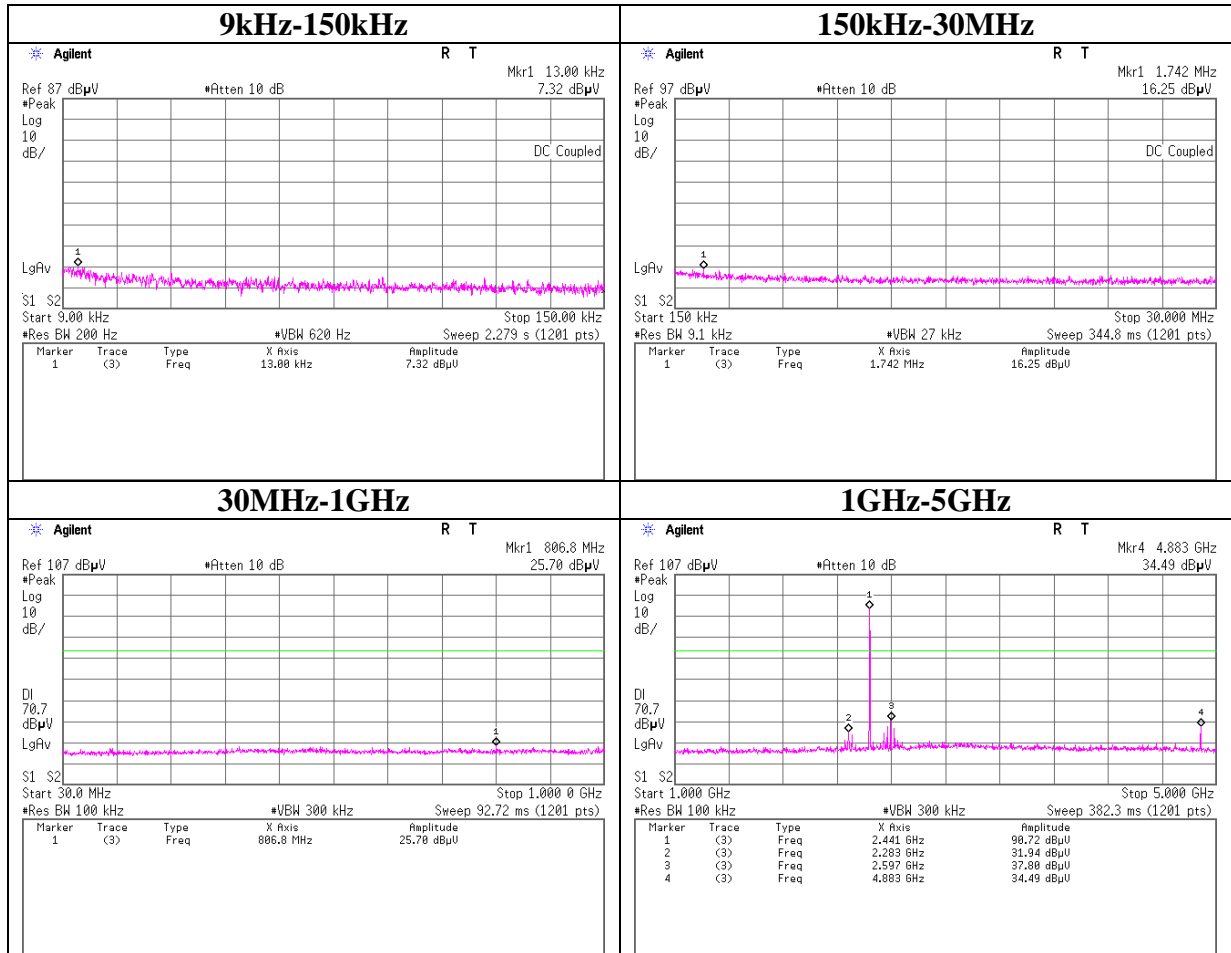 9kHz-150kHz
Agilent R T
Mkr1 13.00 kHz
Ref 87 dBµV #Atten 10 dB 7.32 dBµV
#Peak
Log
10
dB/
DC Coupled
1
LgAv
S1 S2
Start 9.00 kHz Stop 150.00 kHz
#Res BW 200 Hz #VBW 620 Hz Sweep 2.279 s (1201 pts)
Marker Trace Type X Axis Amplitude
1 (3) Freq 13.00 kHz 7.32 dBµV
150kHz-30MHz
Agilent R T
Mkr1 1.742 MHz
Ref 97 dBµV #Atten 10 dB 16.25 dBµV
#Peak
Log
10
dB/
DC Coupled
1
LgAv
S1 S2
Start 150 kHz Stop 30.000 MHz
#Res BW 9.1 kHz #VBW 27 kHz Sweep 344.8 ms (1201 pts)
Marker Trace Type X Axis Amplitude
1 (3) Freq 1.742 MHz 16.25 dBµV
30MHz-1GHz
Agilent R T
Mkr1 806.8 MHz
Ref 107 dBµV #Atten 10 dB 25.70 dBµV
#Peak
Log
10
dB/
DI
70.7
dBµV
1
LgAv
S1 S2
Start 30.0 MHz Stop 1.000 0 GHz
#Res BW 100 kHz #VBW 300 kHz Sweep 92.72 ms (1201 pts)
Marker Trace Type X Axis Amplitude
1 (3) Freq 806.8 MHz 25.70 dBµV
1GHz-5GHz
Agilent R T
Mkr4 4.883 GHz
Ref 107 dBµV #Atten 10 dB 34.49 dBµV
#Peak
1
Log
10
dB/
DI
70.7
3 4
dBµV 2
LgAv
S1 S2
Start 1.000 GHz Stop 5.000 GHz
#Res BW 100 kHz #VBW 300 kHz Sweep 382.3 ms (1201 pts)
Marker Trace Type X Axis Amplitude
1 (3) Freq 2.441 GHz 90.72 dBµV
2 (3) Freq 2.283 GHz 31.94 dBµV
3 (3) Freq 2.597 GHz 37.80 dBµV
4 (3) Freq 4.883 GHz 34.49 dBµV